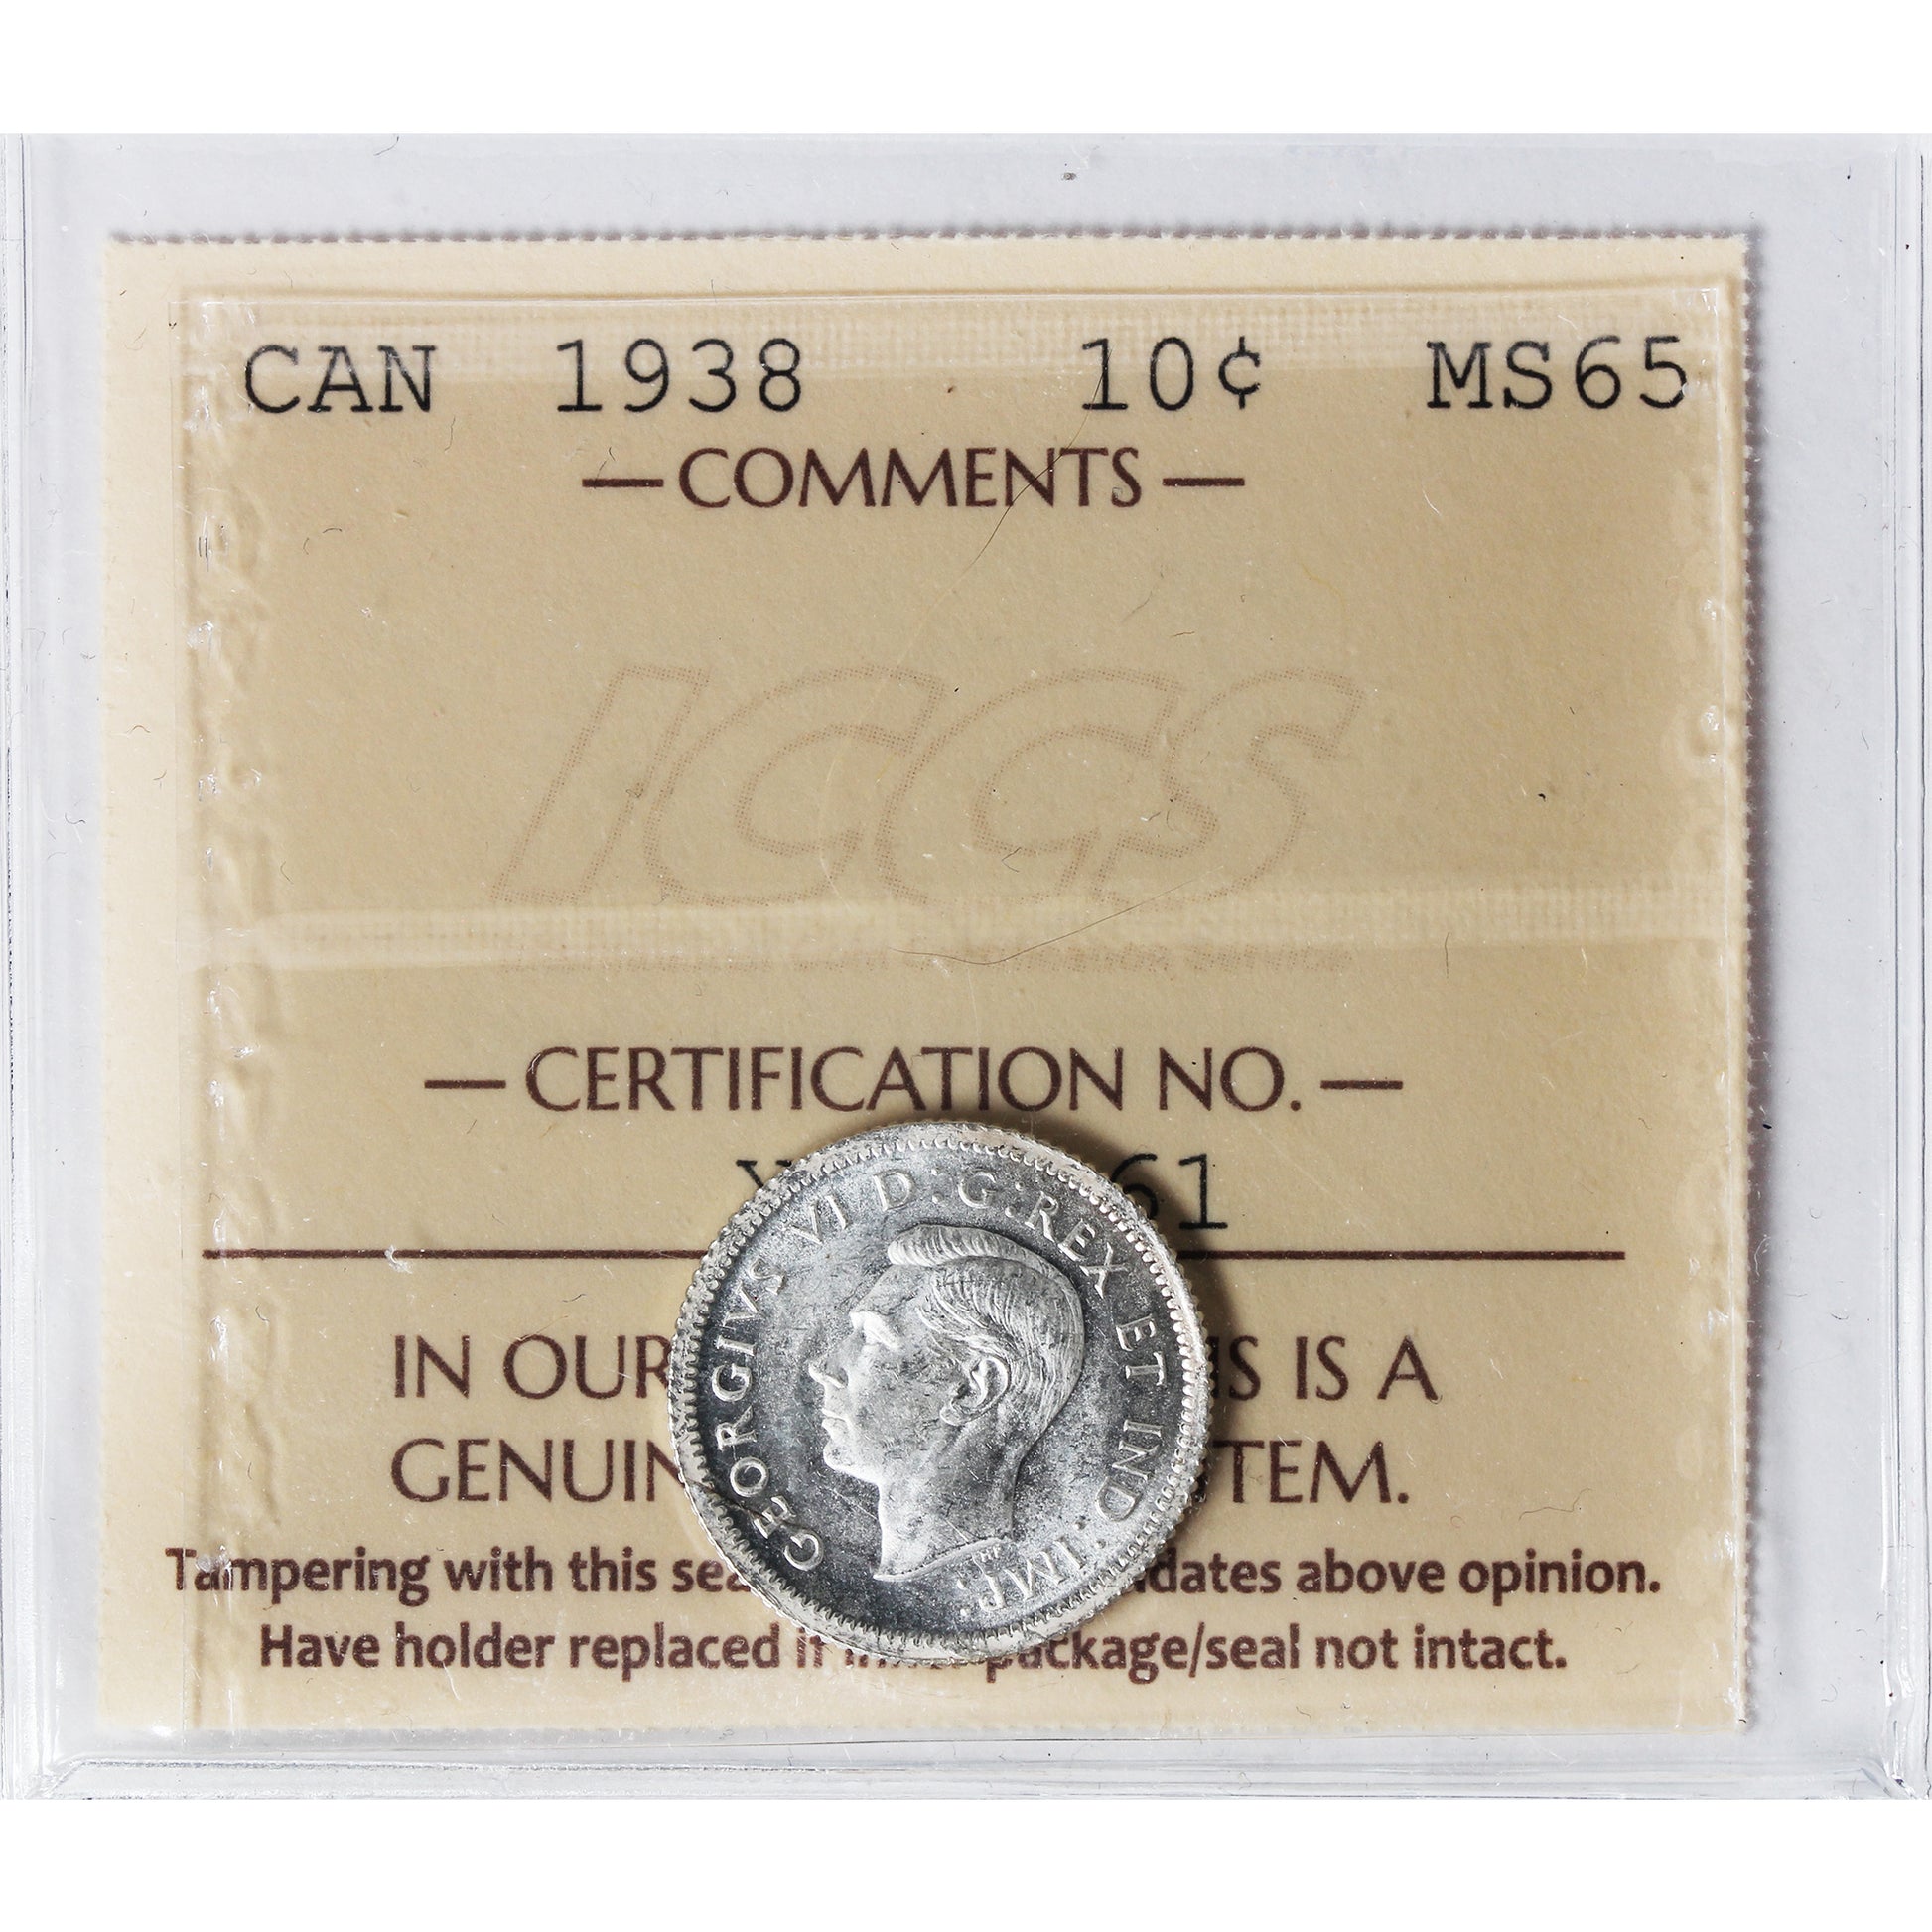 CAN 1938 10¢ MS65
—COMMENTS—
ICCS
—CERTIFICATION NO.—
61
IN OUR IS A
GENUIN TEM.
Tampering with this sea dates above opinion.
Have holder replaced if package/seal not intact.
GEORGIVS VI D:G:REX ET IND:IMP: